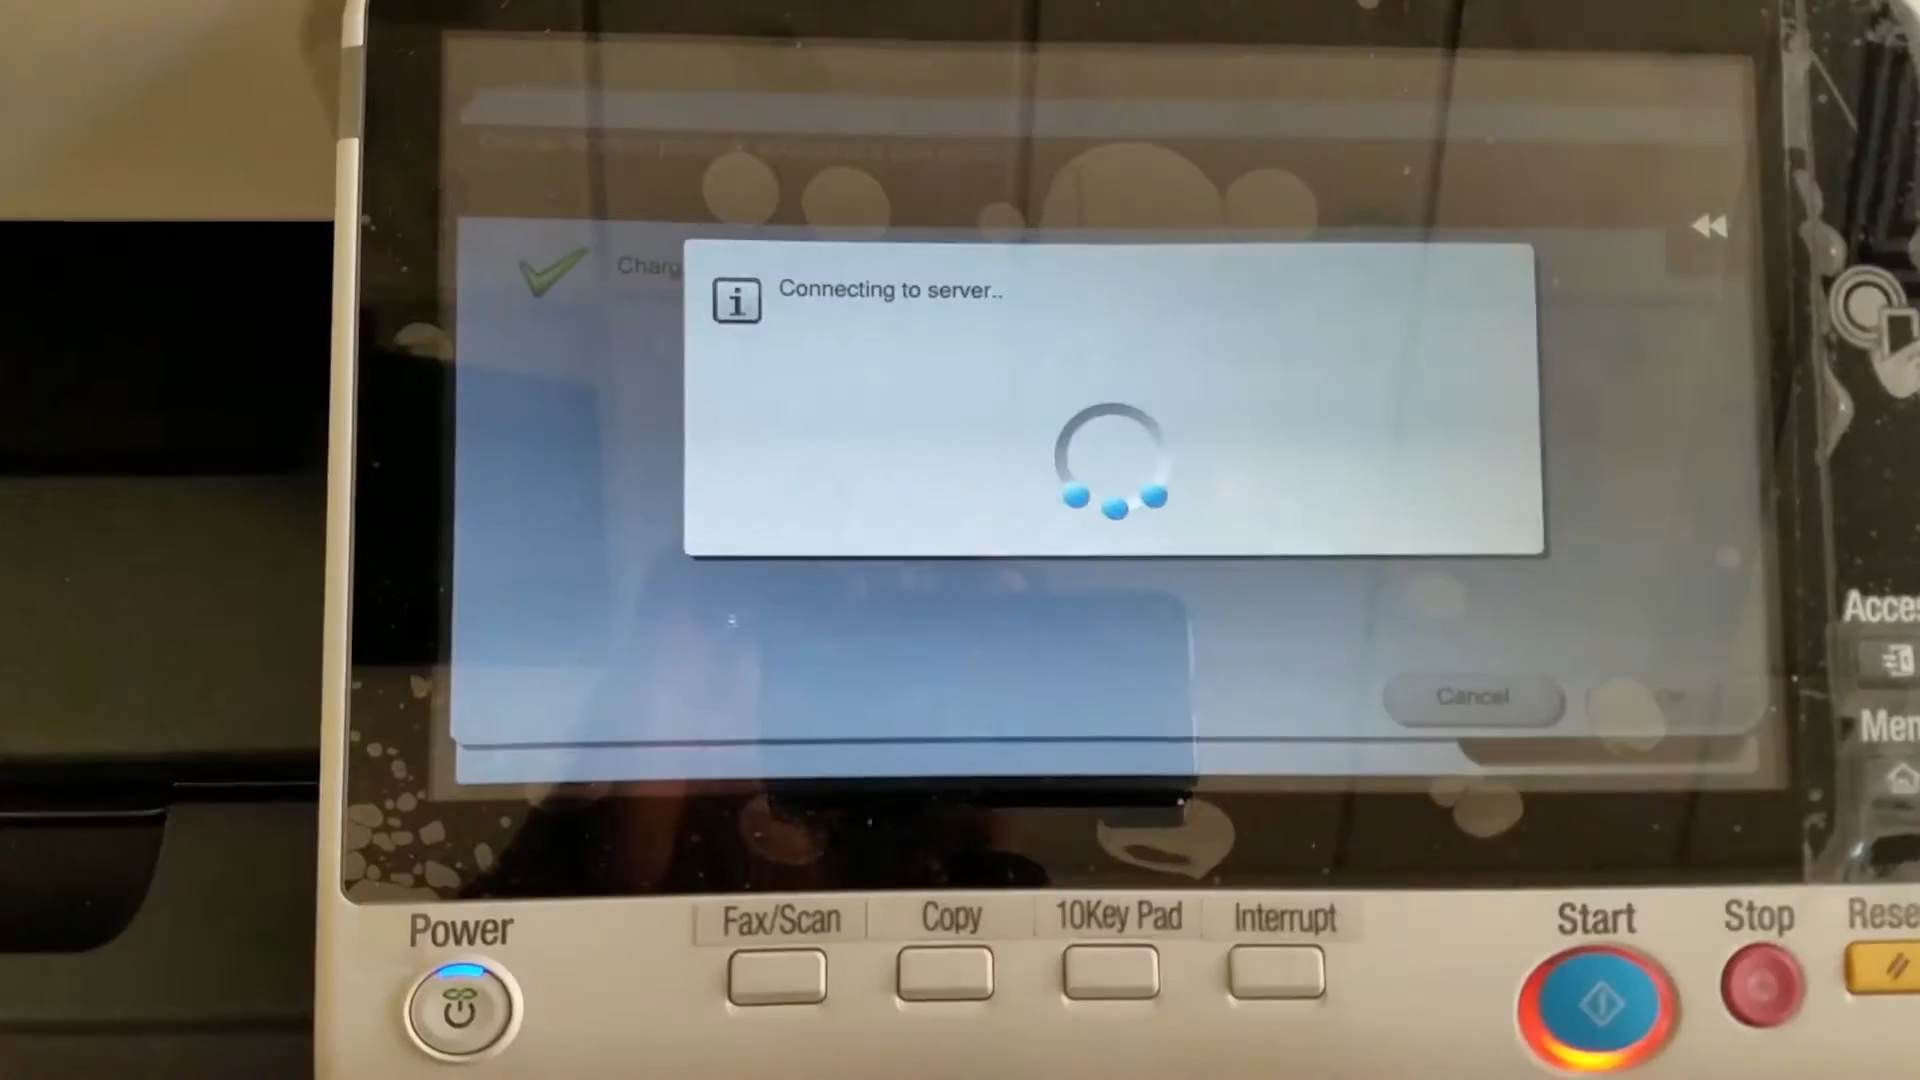 Charg
Connecting to server..
Cancel
Acces
Men
Power
Fax/Scan
Copy
10Key Pad
Interrupt
Start
Stop
Rese